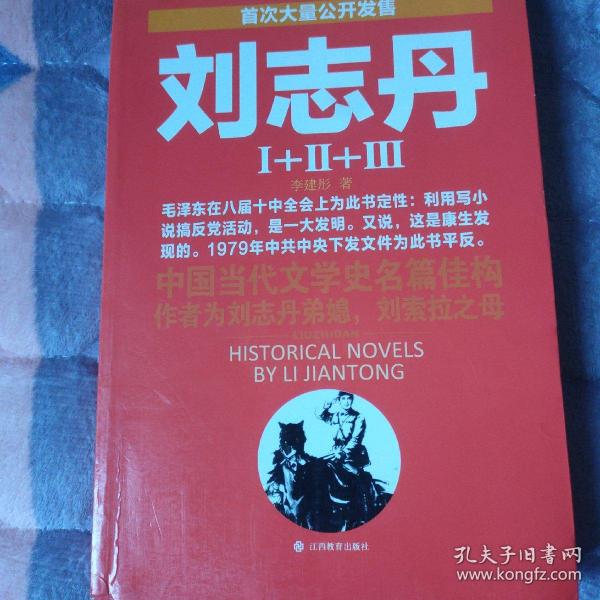 首次大量公开发售
刘志丹
I+II+III
李建彤 著
毛泽东在八届十中全会上为此书定性：利用写小
说搞反党活动，是一大发明。又说，这是康生发
现的。1979年中共中央下发文件为此书平反。
中国当代文学史名篇佳构
作者为刘志丹弟媳，刘索拉之母
LIUZHIDAN
HISTORICAL NOVELS
BY LI JIANTONG
江西教育出版社
孔夫子旧书网
www.kongfz.com